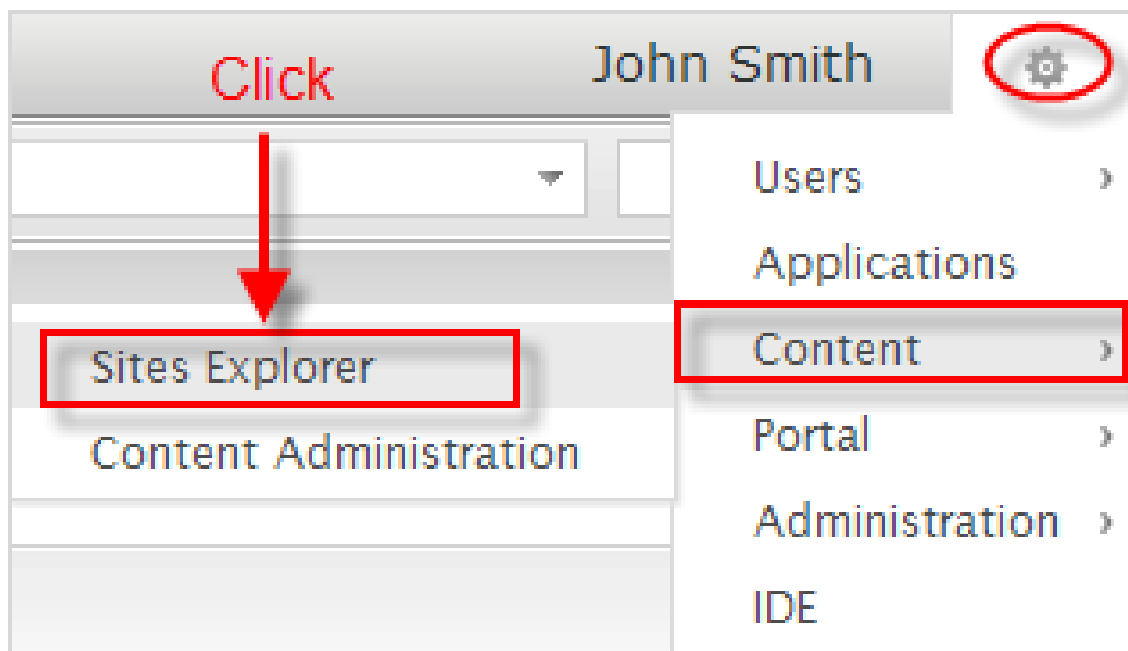 Click
John Smith
Users
Applications
Sites Explorer
Content
Content Administration
Portal
Administration
IDE